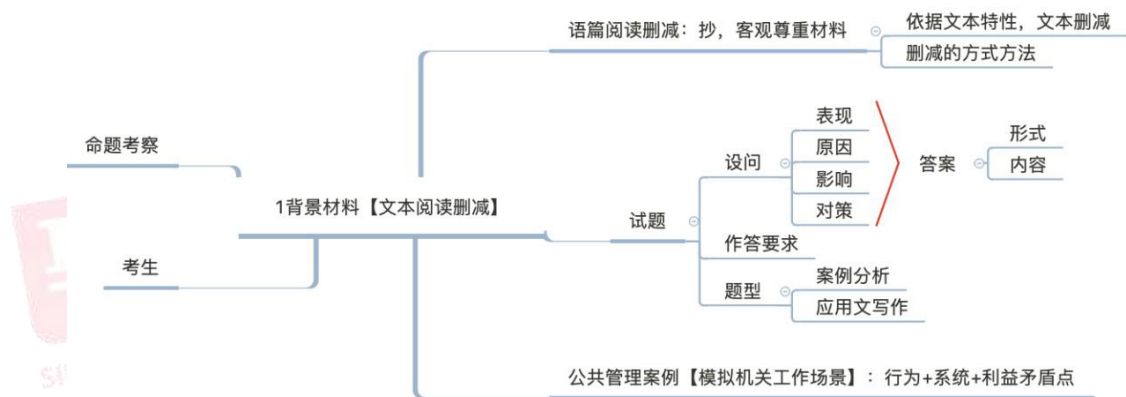 语篇阅读删减：抄，客观尊重材料
依据文本特性，文本删减
删减的方式方法
命题考察
考生
1背景材料【文本阅读删减】
试题
设问
表现
原因
影响
对策
答案
形式
内容
作答要求
题型
案例分析
应用文写作
公共管理案例【模拟机关工作场景】：行为+系统+利益矛盾点